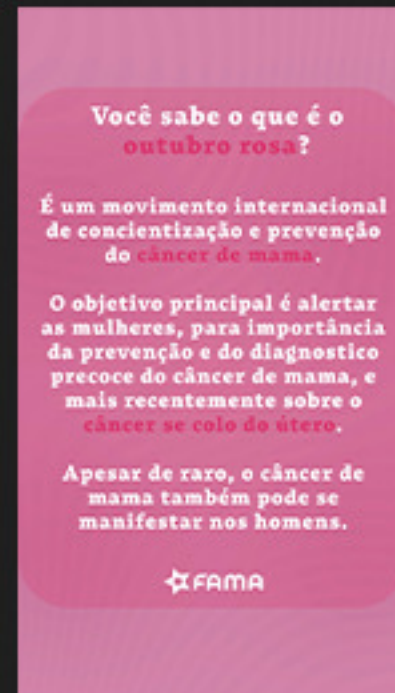 Você sabe o que é o
outubro rosa?
É um movimento internacional
de concientização e prevenção
do câncer de mama.
O objetivo principal é alertar
as mulheres, para importância
da prevenção e do diagnostico
precoce do câncer de mama, e
mais recentemente sobre o
câncer se colo do útero.
Apesar de raro, o câncer de
mama também pode se
manifestar nos homens.
FAMA